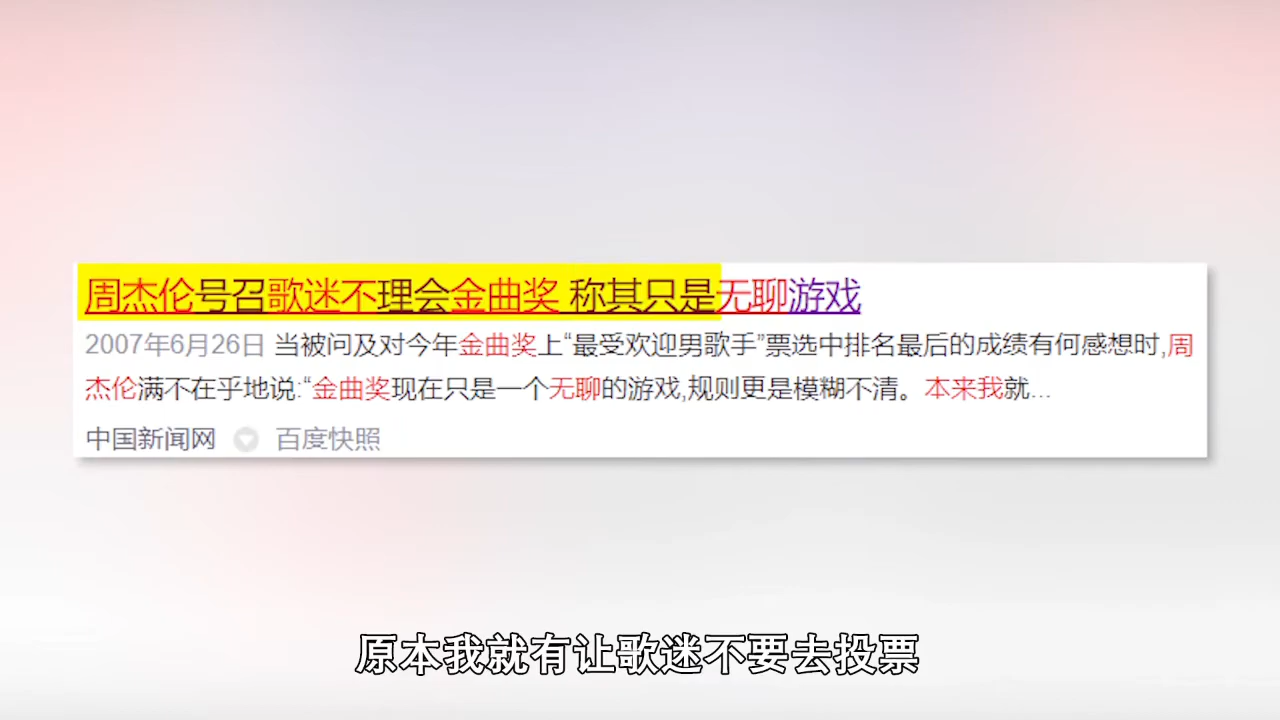 周杰伦号召歌迷不理会金曲奖 称其只是无聊游戏
2007年6月26日 当被问及对今年金曲奖上“最受欢迎男歌手”票选中排名最后的成绩有何感想时,周
杰伦满不在乎地说:“金曲奖现在只是一个无聊的游戏,规则更是模糊不清。本来我就...
中国新闻网 百度快照
原本我就有让歌迷不要去投票